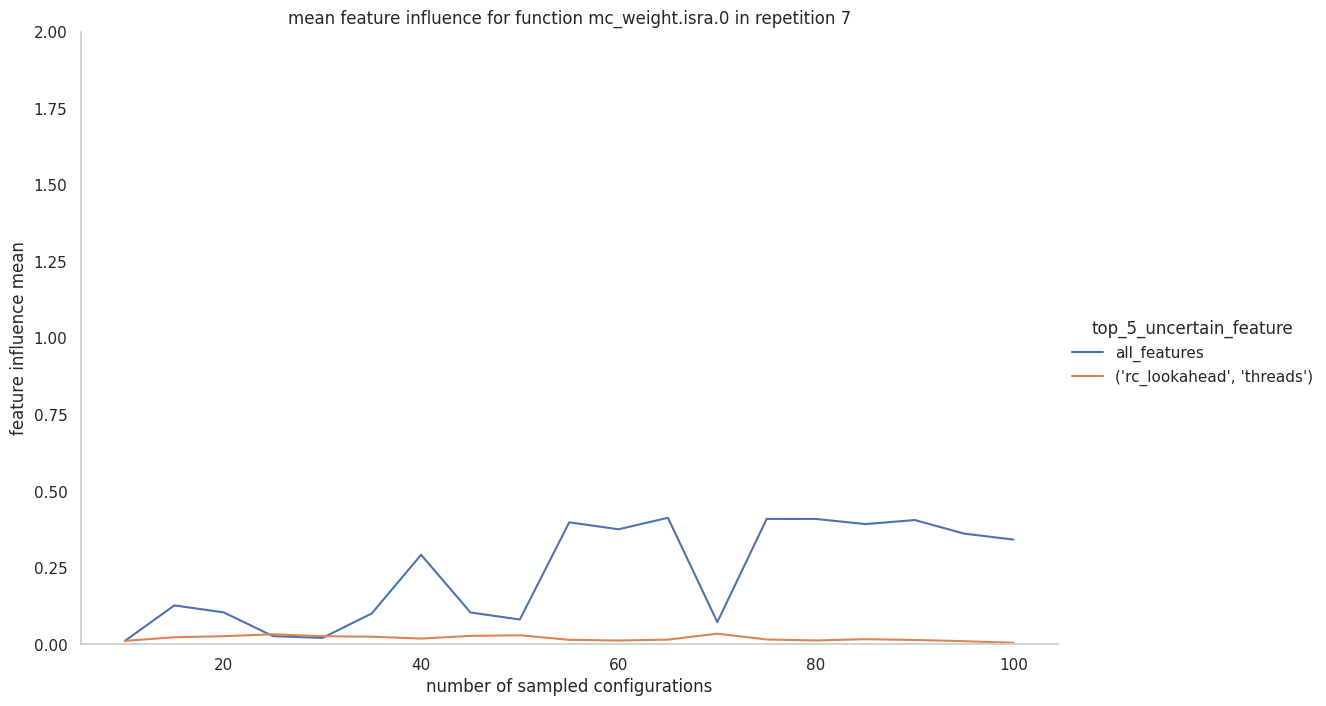 mean feature influence for function mc_weight.isra.0 in repetition 7
2.00
1.75
1.50
1.25
1.00
0.75
0.50
0.25
0.00
feature influence mean
20
40
60
80
100
number of sampled configurations
top_5_uncertain_feature
all_features
('rc_lookahead', 'threads')